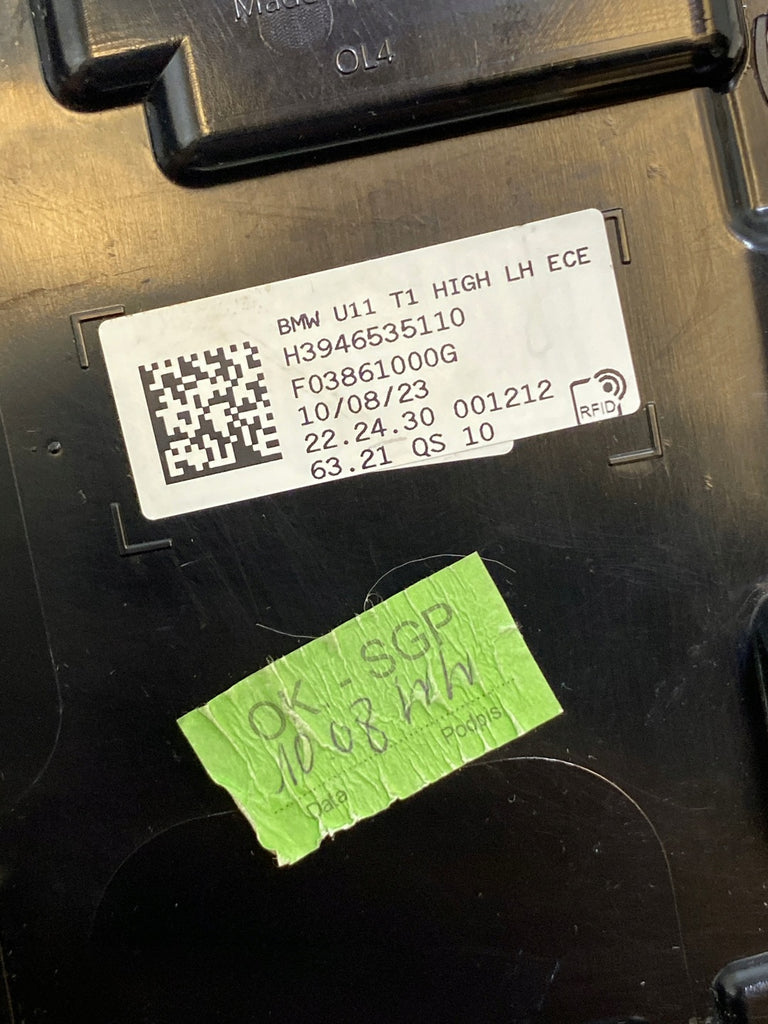 Made
OL4
BMW U11 T1 HIGH LH ECE
H3946535110
F03861000G
10/08/23
22.24.30 001212
63.21 QS 10
RFID
OK - SGP
10 08
Data
Podpis